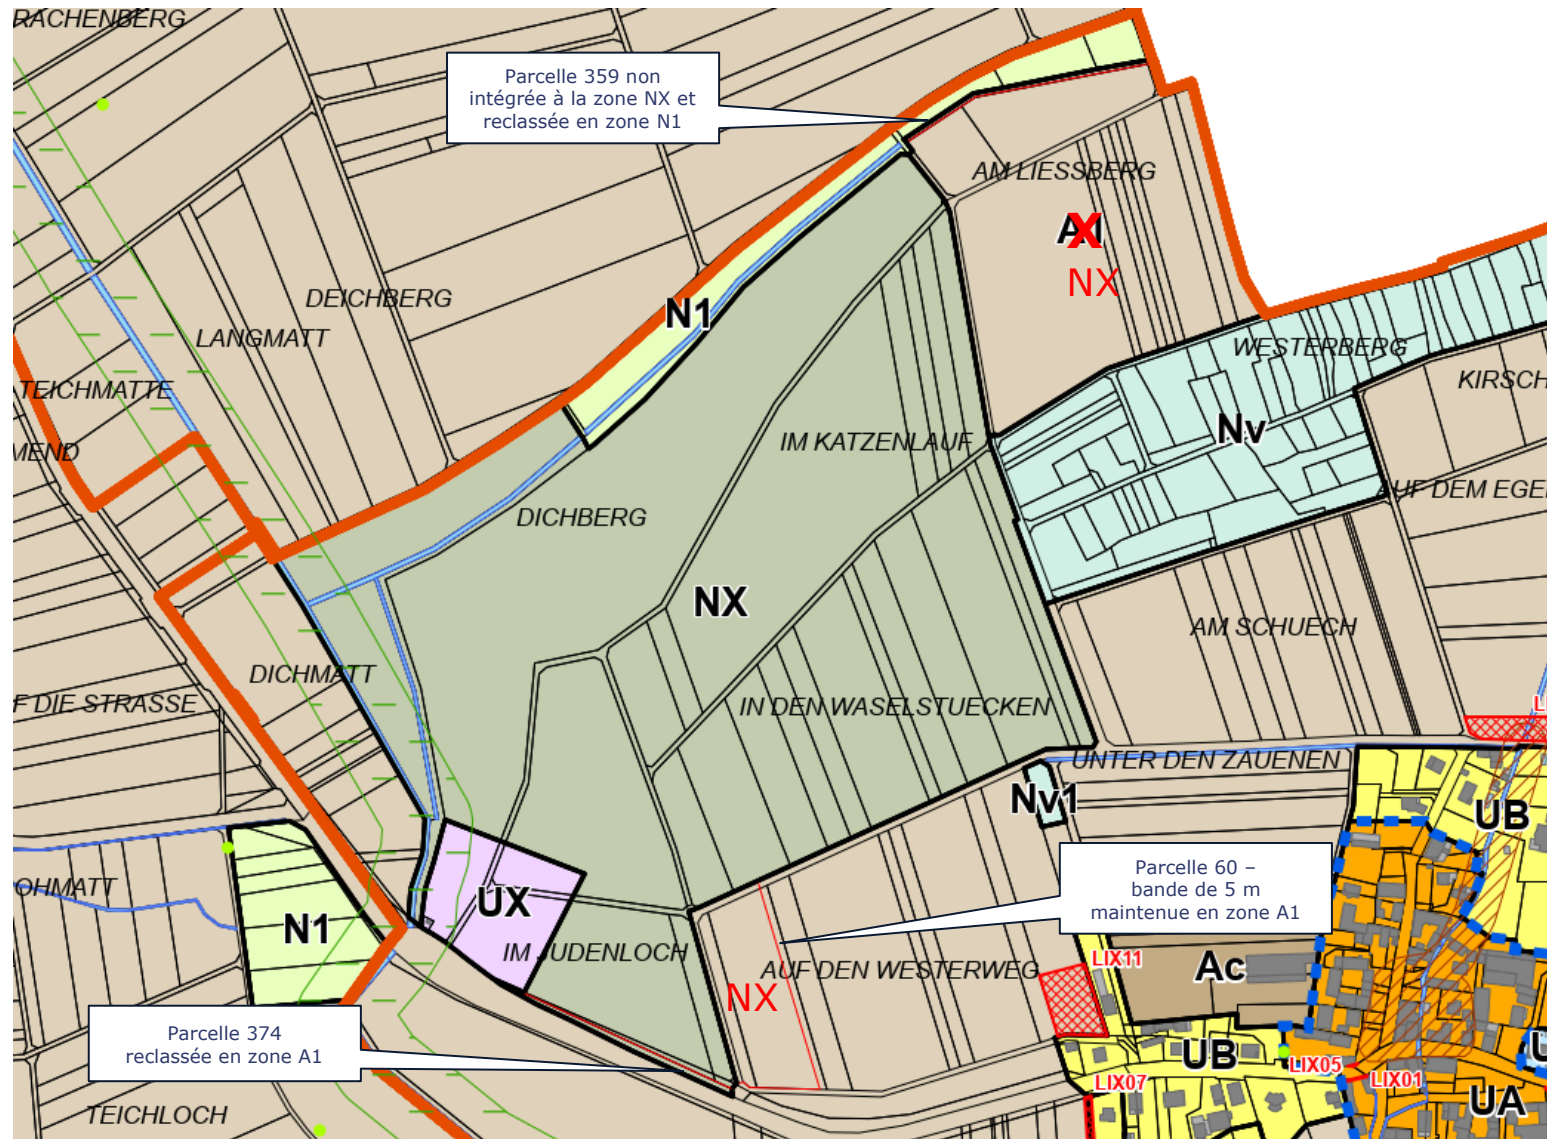 RACHENBERG
Parcelle 359 non
intégrée à la zone NX et
reclassée en zone N1
AM LIESSBERG
A1
X
NX
DEICHBERG
N1
LANGMATT
WESTERBERG
TEICHMATTE
KIRSCH
Nv
IM KATZENLAUF
MEND
AUF DEM EGE
DICHBERG
NX
AM SCHUECH
DICHMATT
F DIE STRASSE
IN DEN WASELSTUECKEN
LI
UNTER DEN ZAUENEN
Nv1
UB
Parcelle 60 –
bande de 5 m
maintenue en zone A1
OHMATT
UX
N1
IM JUDENLOCH
AUF DEN WESTERWEG
LIX11
Ac
NX
Parcelle 374
reclassée en zone A1
UB
U
LIX05
LIX07
LIX01
TEICHLOCH
UA